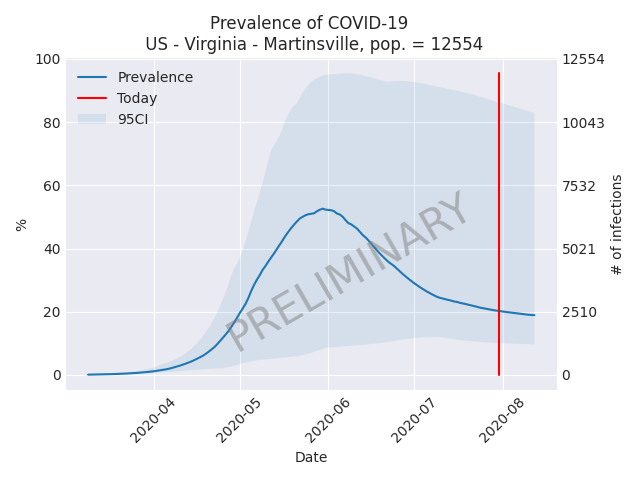 Prevalence of COVID-19
US - Virginia - Martinsville, pop. = 12554
Prevalence
Today
95CI
100
80
60
40
20
0
%
12554
10043
7532
5021
2510
0
# of infections
PRELIMINARY
2020-04
2020-05
2020-06
2020-07
2020-08
Date